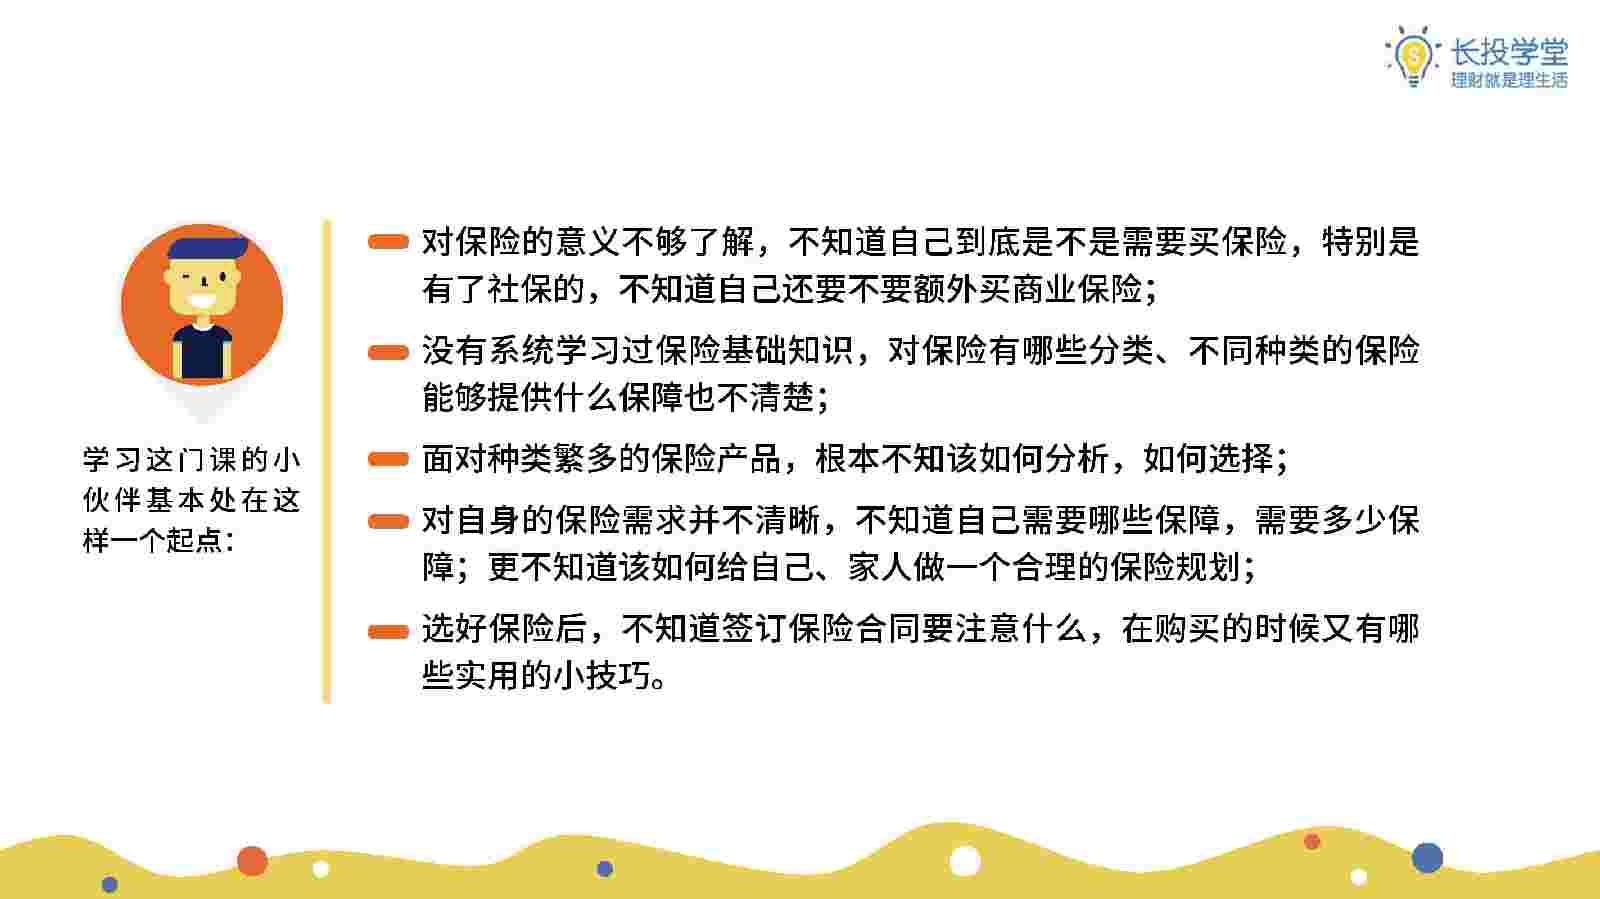 长投学堂
理财就是理生活
学习这门课的小
伙伴基本处在这
样一个起点：
对保险的意义不够了解，不知道自己到底是不是需要买保险，特别是
有了社保的，不知道自己还要不要额外买商业保险；
没有系统学习过保险基础知识，对保险有哪些分类、不同种类的保险
能够提供什么保障也不清楚；
面对种类繁多的保险产品，根本不知该如何分析，如何选择；
对自身的保险需求并不清晰，不知道自己需要哪些保障，需要多少保
障；更不知道该如何给自己、家人做一个合理的保险规划；
选好保险后，不知道签订保险合同要注意什么，在购买的时候又有哪
些实用的小技巧。